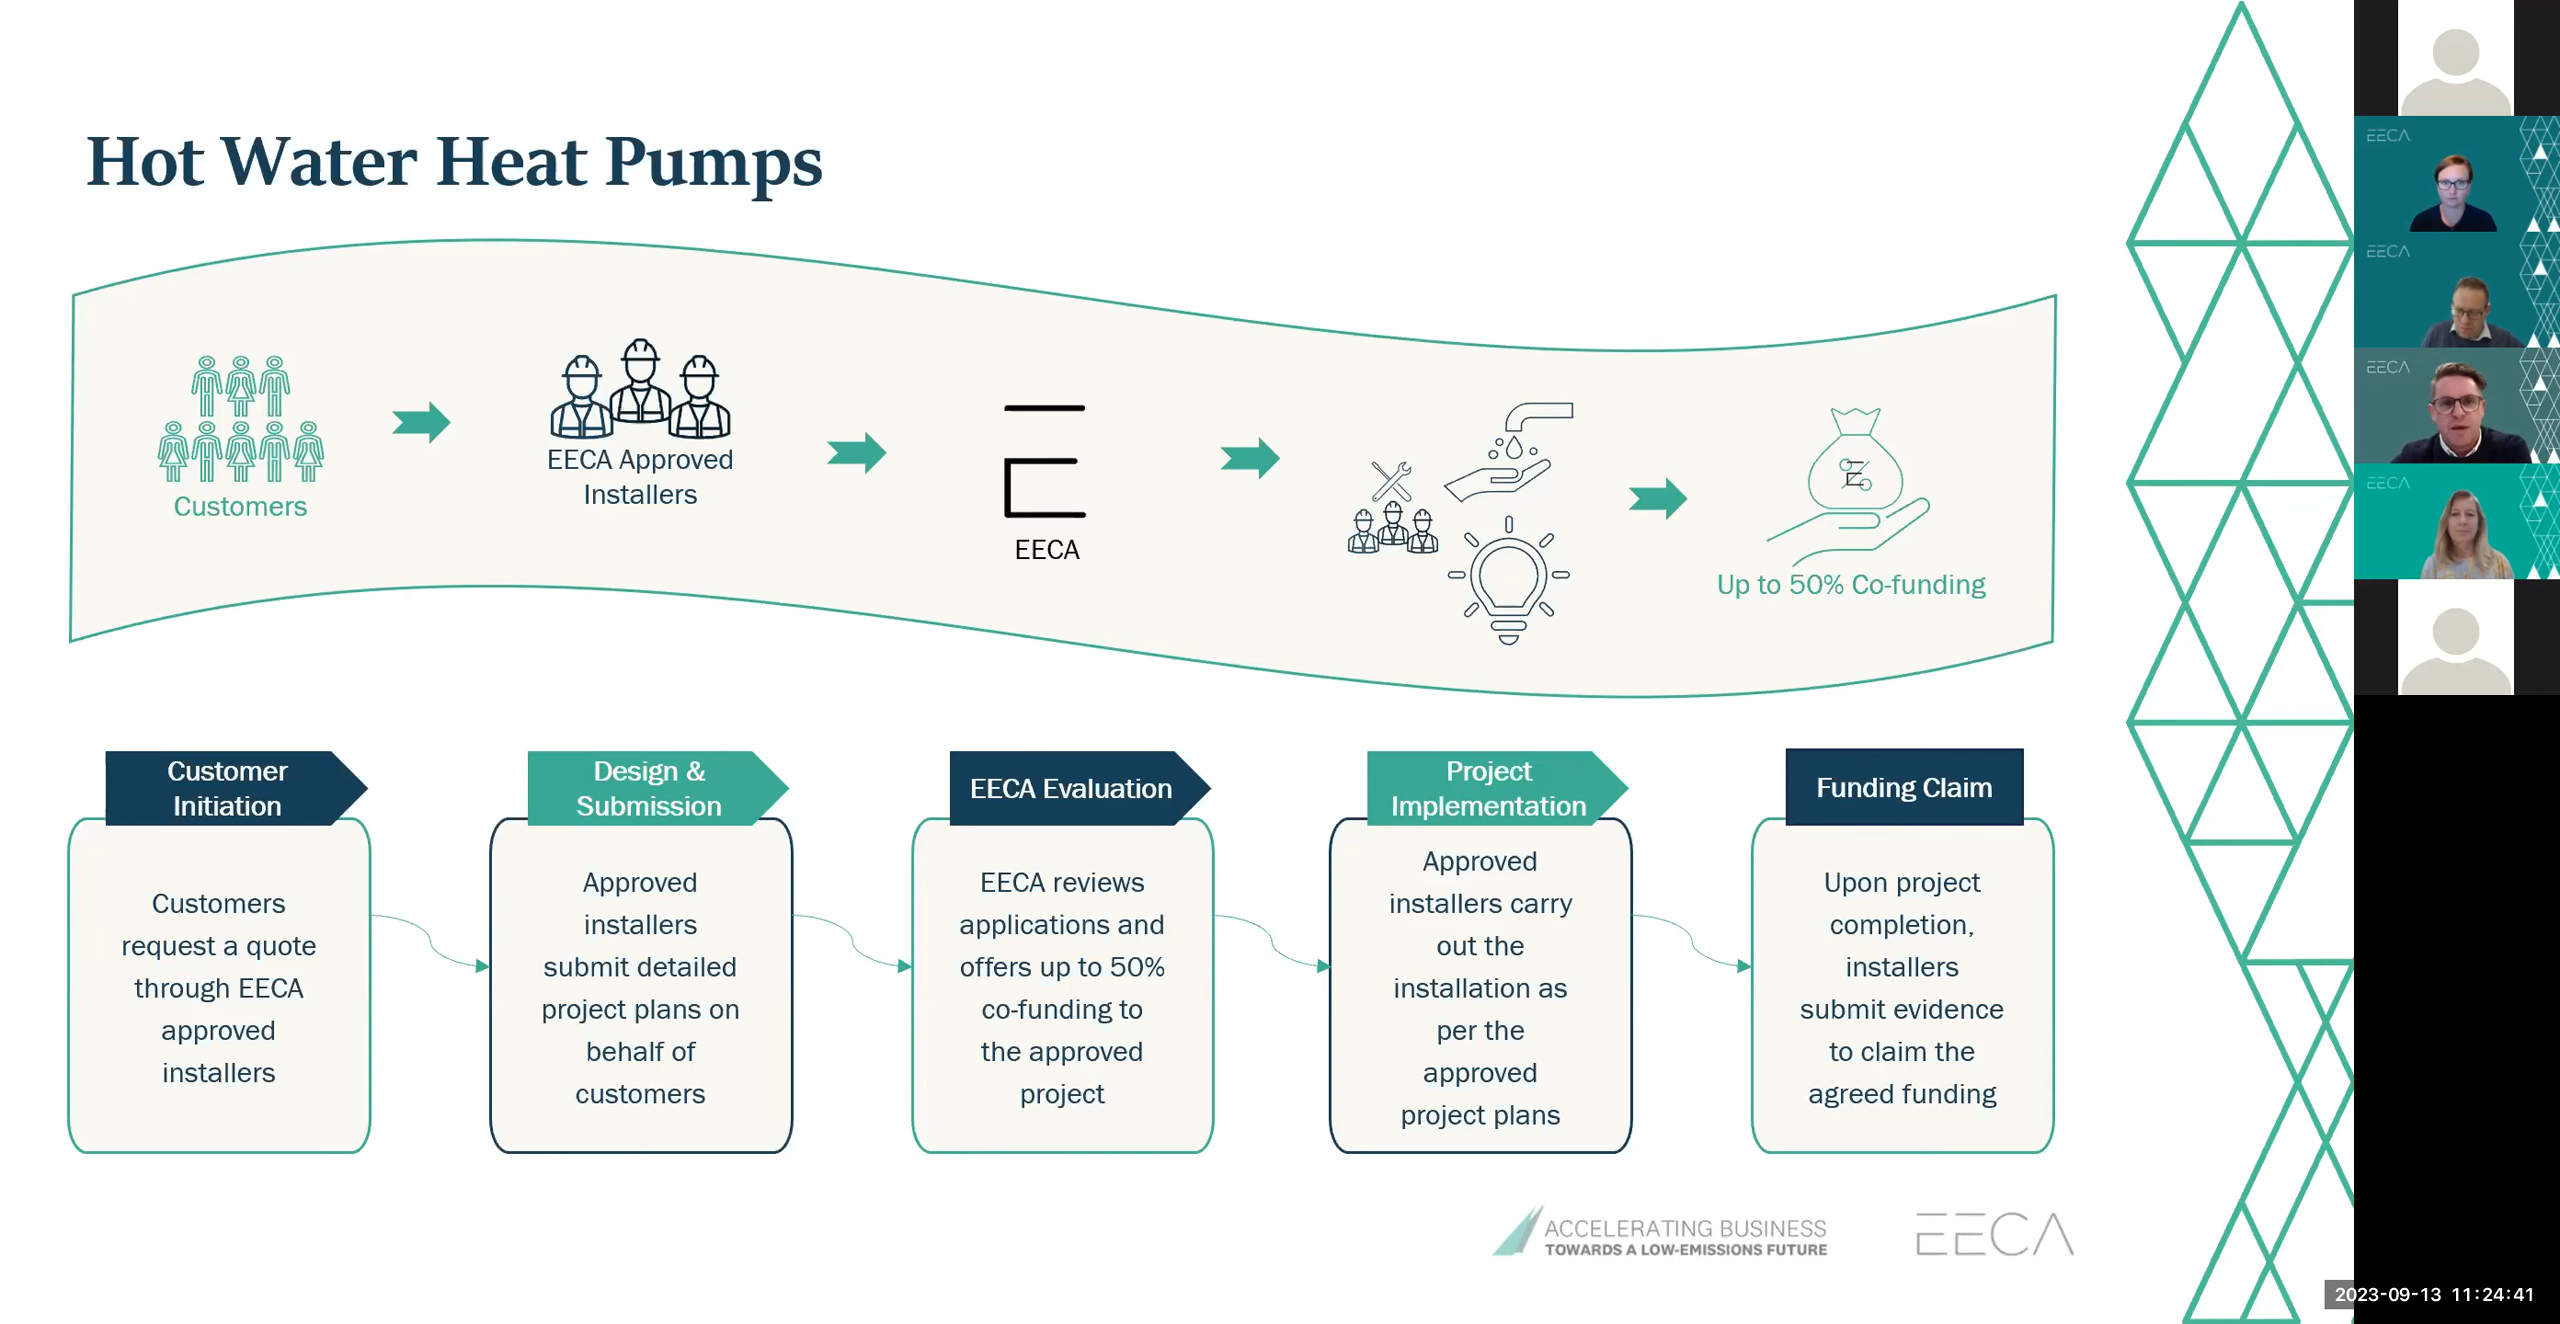 Hot Water Heat Pumps
Customers
EECA Approved
Installers
EECA
Up to 50% Co-funding
Customer
Initiation
Customers
request a quote
through EECA
approved
installers
Design &
Submission
Approved
installers
submit detailed
project plans on
behalf of
customers
EECA Evaluation
EECA reviews
applications and
offers up to 50%
co-funding to
the approved
project
Project
Implementation
Approved
installers carry
out the
installation as
per the
approved
project plans
Funding Claim
Upon project
completion,
installers
submit evidence
to claim the
agreed funding
ACCELERATING BUSINESS
TOWARDS A LOW-EMISSIONS FUTURE
EECA
EECA
EECA
EECA
EECA
2023-09-13 11:24:41